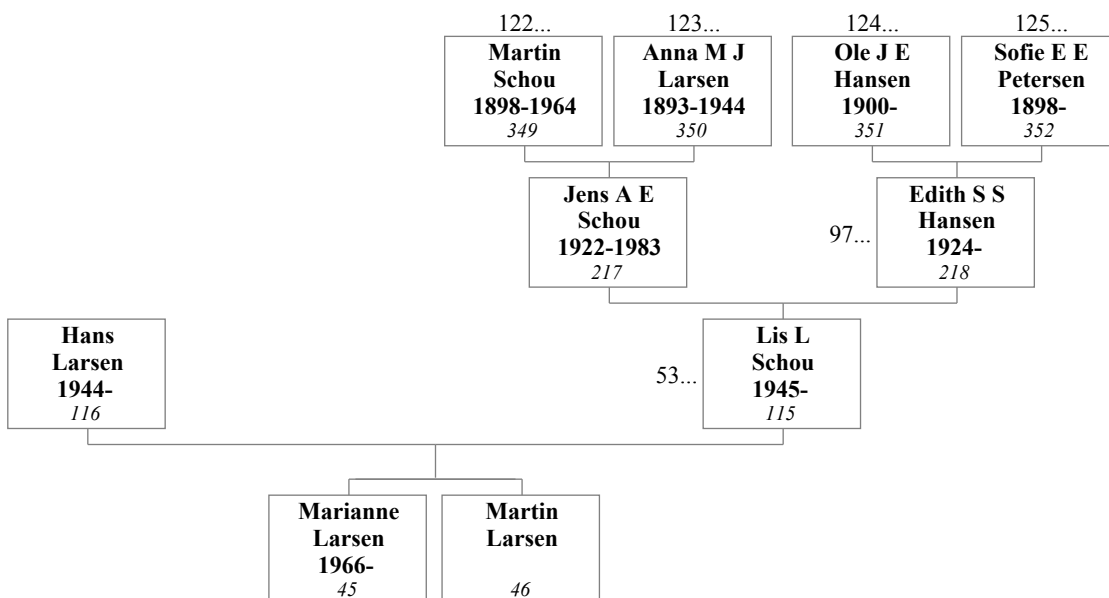 122...
123...
124...
125...
Martin
Schou
1898-1964
349
Anna M J
Larsen
1893-1944
350
Ole J E
Hansen
1900-
351
Sofie E E
Petersen
1898-
352
Jens A E
Schou
1922-1983
217
97...
Edith S S
Hansen
1924-
218
Hans
Larsen
1944-
116
53...
Lis L
Schou
1945-
115
Marianne
Larsen
1966-
45
Martin
Larsen
46